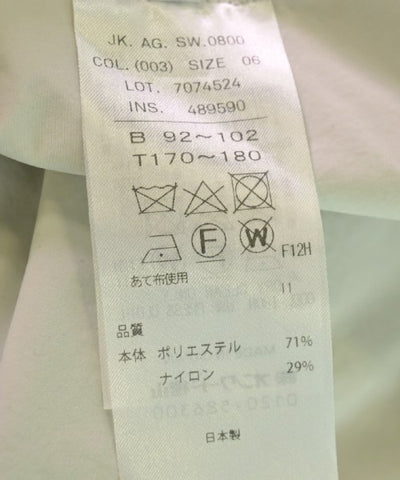 JK. AG. SW.0800
COL. (003) SIZE 06
LOT. 7074524
INS. 489590
B 92〜102
T170〜180
F W F12H
あて布使用 11
品質
本体 ポリエステル 71%
ナイロン 29%
日本製